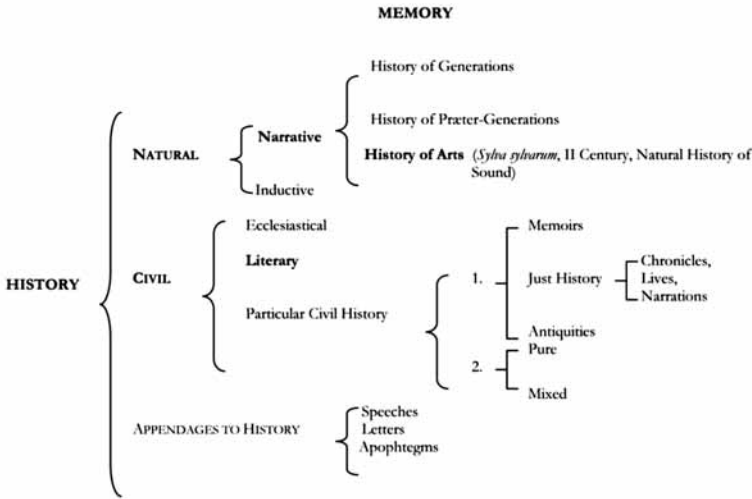 MEMORY
History of Generations
History of Præter-Generations
NATURAL
Narrative
History of Arts (Sylva sylvarum, II Century, Natural History of
Sound)
Inductive
Ecclesiastical
Memoirs
Literary
Chronicles,
HISTORY
CIVIL
1.
Just History
Lives,
Narrations
Particular Civil History
Antiquities
Pure
2.
Mixed
Speeches
APPENDAGES TO HISTORY
Letters
Apophtegms